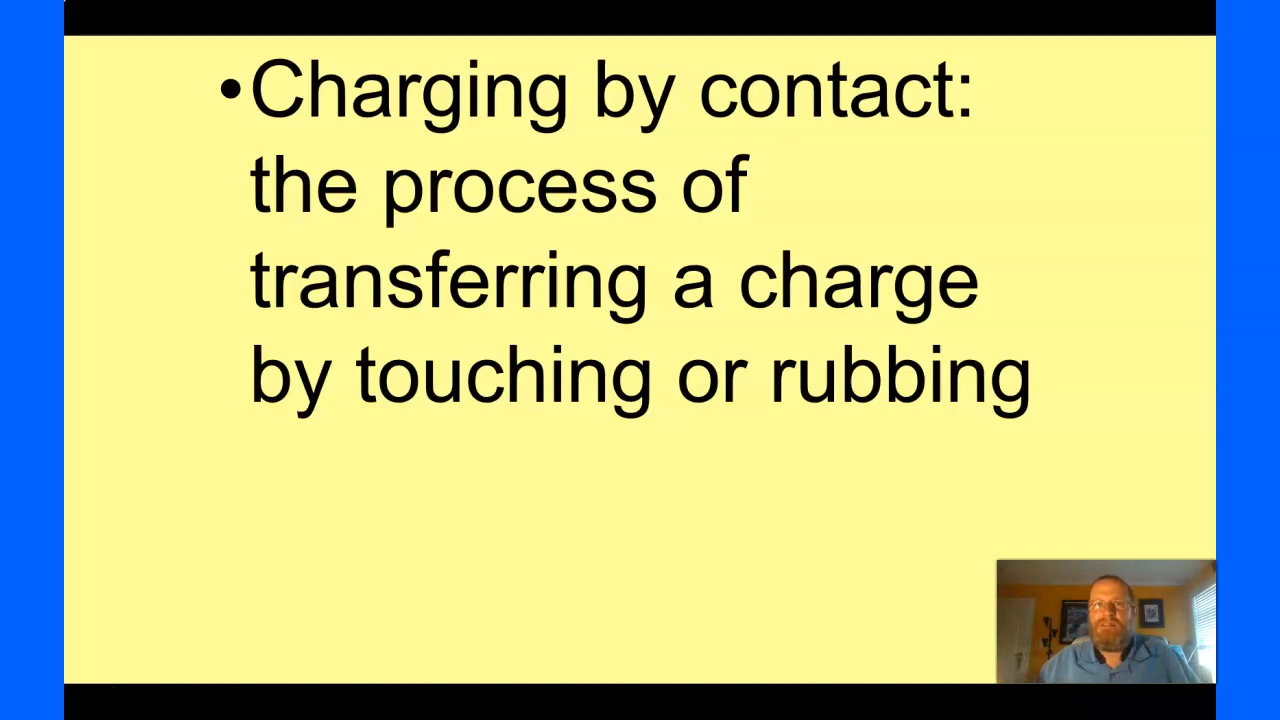 •Charging by contact:
the process of
transferring a charge
by touching or rubbing